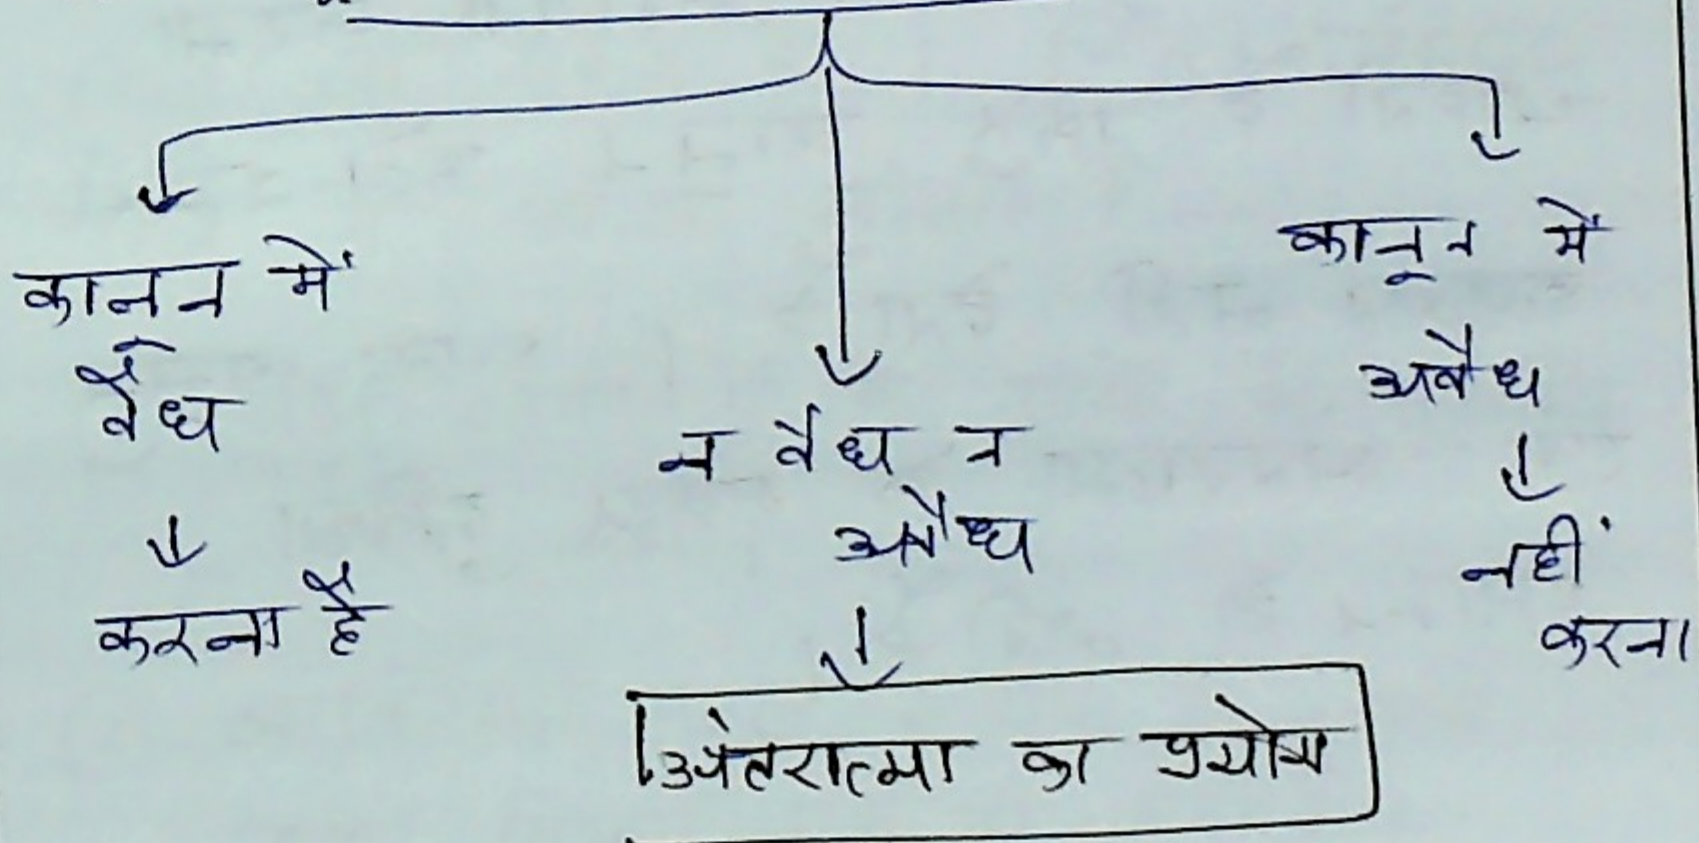 कानून में
वैध
करना है
न वैध न
अवैध
अंतरात्मा का प्रयोग
कानून में
अवैध
नहीं
करना